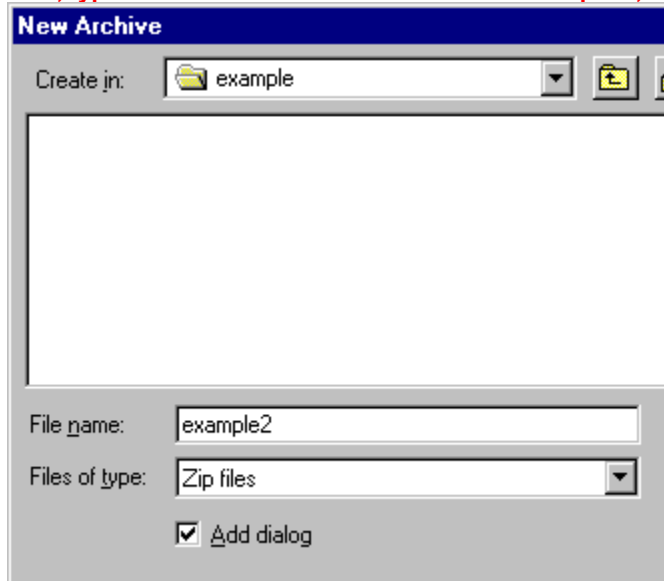 New Archive
Create in: example
File name: example2
Files of type: Zip files
Add dialog